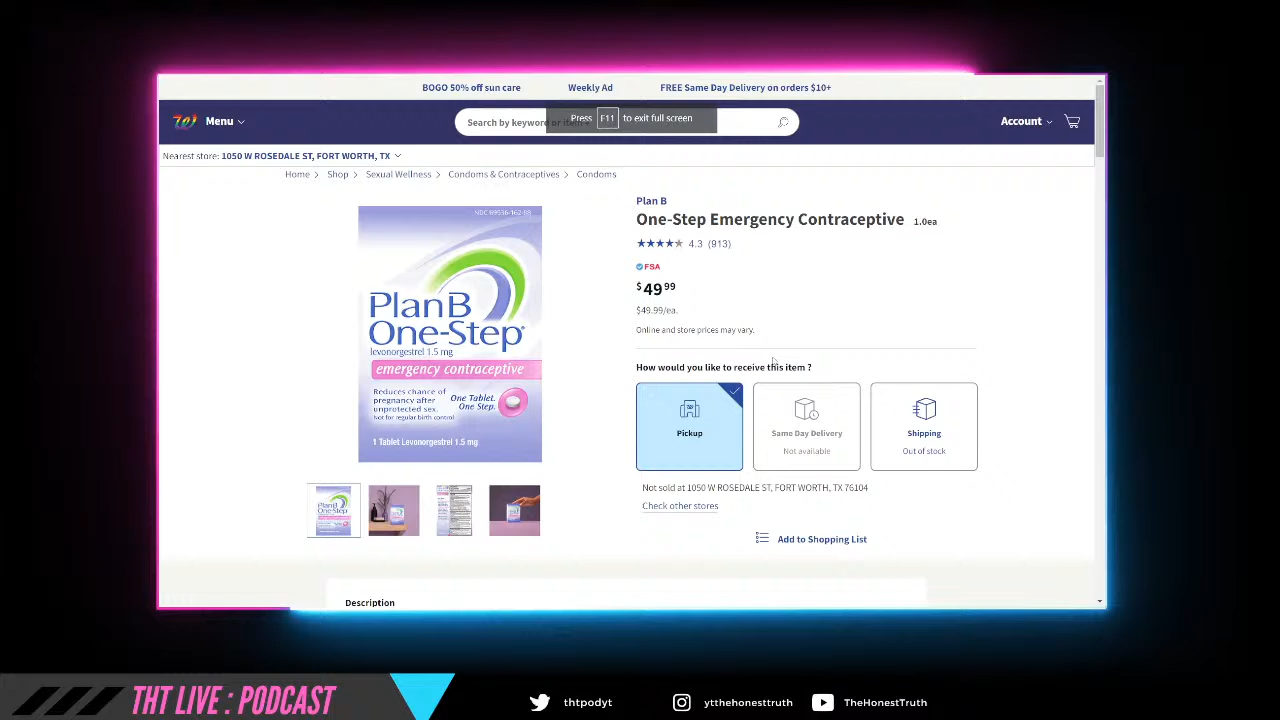 BOGO 50% off sun care
Weekly Ad
FREE Same Day Delivery on orders $10+
Menu
Search by keyword or item
Press F11 to exit full screen
Account
Nearest store: 1050 W ROSEDALE ST, FORT WORTH, TX
Home > Shop > Sexual Wellness > Condoms & Contraceptives > Condoms
NDC 69536-162-88
Plan B
One-Step
levonorgestrel 1.5 mg
emergency contraceptive
Reduces chance of
pregnancy after
unprotected sex.
Not for regular birth control.
One Tablet.
One Step.
1 Tablet Levonorgestrel 1.5 mg
Plan B
One-Step Emergency Contraceptive 1.0ea
4.3 (913)
FSA
$49.99
$49.99/ea.
Online and store prices may vary.
How would you like to receive this item ?
Pickup
Same Day Delivery
Not available
Shipping
Out of stock
Not sold at 1050 W ROSEDALE ST, FORT WORTH, TX 76104
Check other stores
Add to Shopping List
Description
THT LIVE : PODCAST
thtpodyt
ytthehonesttruth
TheHonestTruth